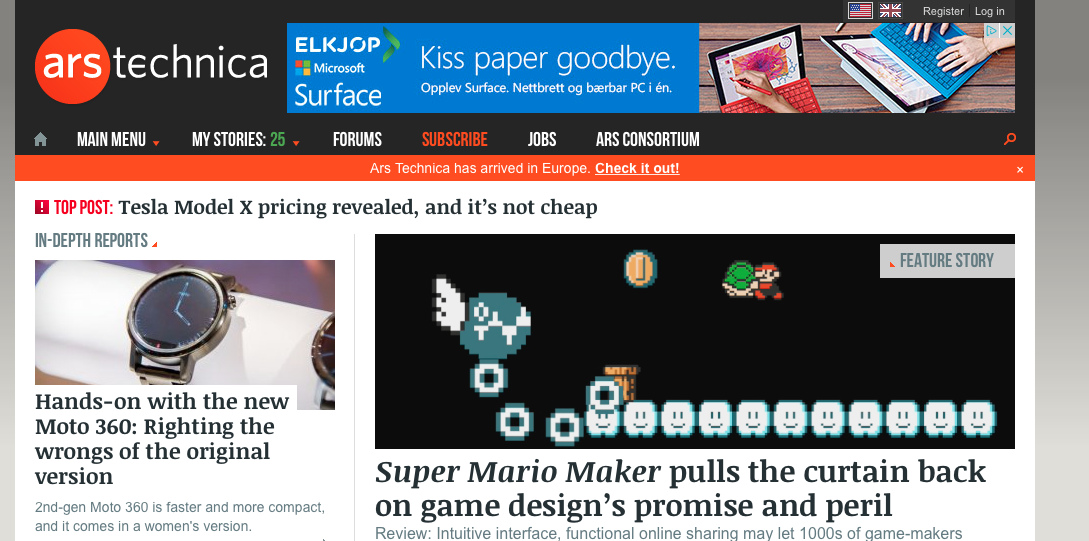 Register Log in
ars technica
ELKJØP
Microsoft
Surface
Kiss paper goodbye.
Opplev Surface. Nettbrett og bærbar PC i én.
MAIN MENU MY STORIES: 25 FORUMS SUBSCRIBE JOBS ARS CONSORTIUM
Ars Technica has arrived in Europe. Check it out! ×
! TOP POST: Tesla Model X pricing revealed, and it’s not cheap
IN-DEPTH REPORTS
Hands-on with the new
Moto 360: Righting the
wrongs of the original
version
2nd-gen Moto 360 is faster and more compact,
and it comes in a women's version.
FEATURE STORY
Super Mario Maker pulls the curtain back
on game design’s promise and peril
Review: Intuitive interface, functional online sharing may let 1000s of game-makers